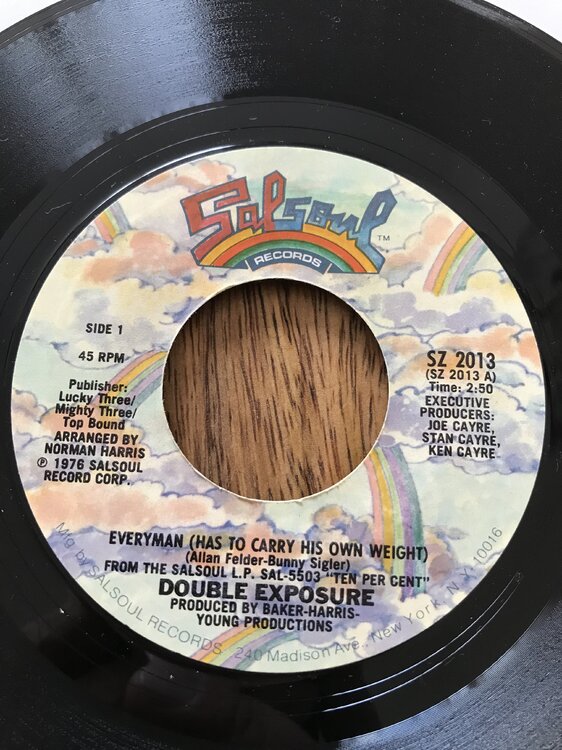 Salsoul
TM
RECORDS
SIDE 1
45 RPM
Publisher:
Lucky Three/
Mighty Three/
Top Bound
ARRANGED BY
NORMAN HARRIS
℗ 1976 SALSOUL
RECORD CORP.
SZ 2013
(SZ 2013 A)
Time: 2:50
EXECUTIVE
PRODUCERS:
JOE CAYRE,
STAN CAYRE,
KEN CAYRE
EVERYMAN (HAS TO CARRY HIS OWN WEIGHT)
(Allan Felder-Bunny Sigler)
FROM THE SALSOUL L.P. SAL-5503 "TEN PER CENT"
DOUBLE EXPOSURE
PRODUCED BY BAKER-HARRIS-
YOUNG PRODUCTIONS
Mfg. by SALSOUL RECORDS, 240 Madison Ave., New York, N.Y. 10016